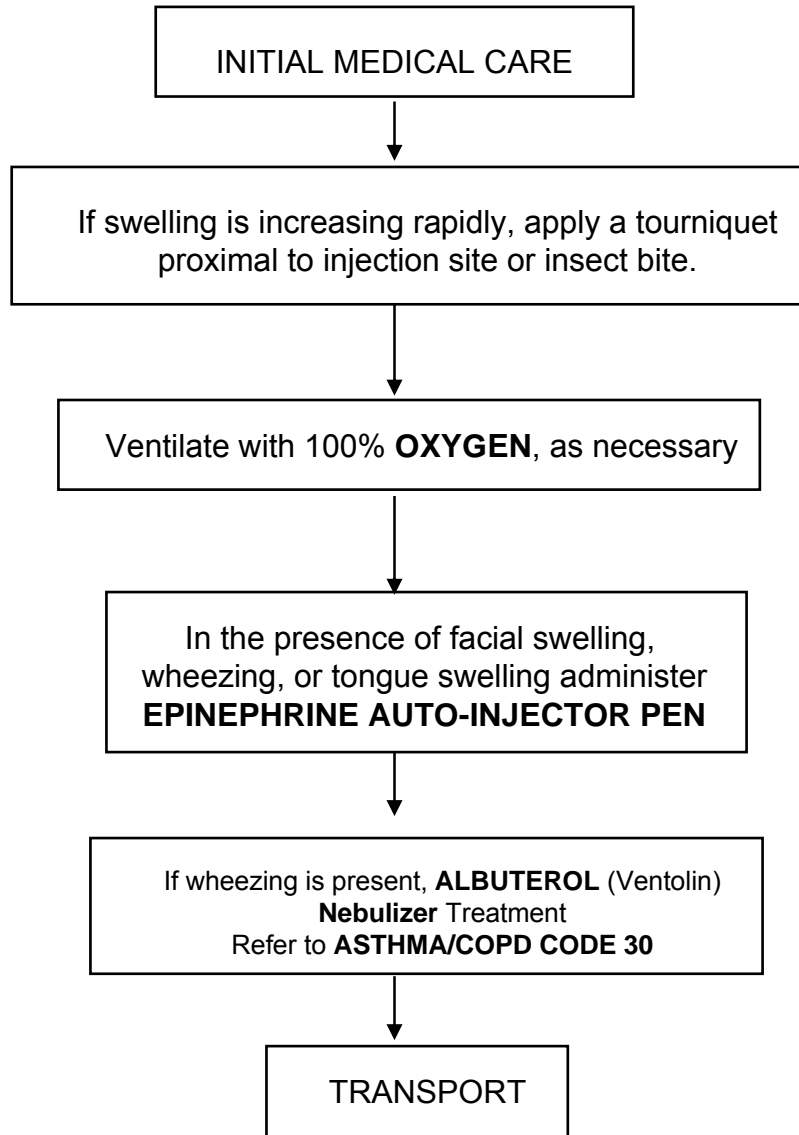 INITIAL MEDICAL CARE
If swelling is increasing rapidly, apply a tourniquet
proximal to injection site or insect bite.
Ventilate with 100% OXYGEN, as necessary
In the presence of facial swelling,
wheezing, or tongue swelling administer
EPINEPHRINE AUTO-INJECTOR PEN
If wheezing is present, ALBUTEROL (Ventolin)
Nebulizer Treatment
Refer to ASTHMA/COPD CODE 30
TRANSPORT